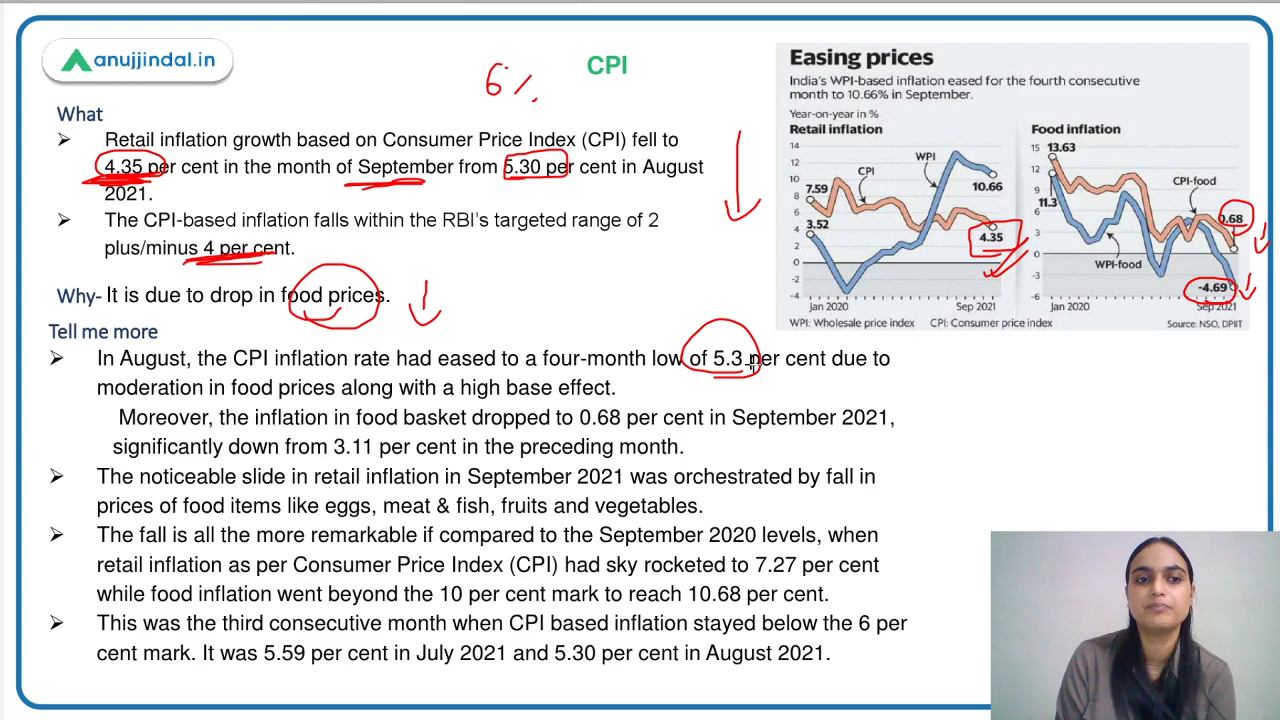 anujjindal.in
CPI
6%
What
➢ Retail inflation growth based on Consumer Price Index (CPI) fell to
4.35 per cent in the month of September from 5.30 per cent in August
2021.
➢ The CPI-based inflation falls within the RBI's targeted range of 2
plus/minus 4 per cent.
Why- It is due to drop in food prices.
Tell me more
➢ In August, the CPI inflation rate had eased to a four-month low of 5.3 per cent due to
moderation in food prices along with a high base effect.
Moreover, the inflation in food basket dropped to 0.68 per cent in September 2021,
significantly down from 3.11 per cent in the preceding month.
➢ The noticeable slide in retail inflation in September 2021 was orchestrated by fall in
prices of food items like eggs, meat & fish, fruits and vegetables.
➢ The fall is all the more remarkable if compared to the September 2020 levels, when
retail inflation as per Consumer Price Index (CPI) had sky rocketed to 7.27 per cent
while food inflation went beyond the 10 per cent mark to reach 10.68 per cent.
➢ This was the third consecutive month when CPI based inflation stayed below the 6 per
cent mark. It was 5.59 per cent in July 2021 and 5.30 per cent in August 2021.
Easing prices
India's WPI-based inflation eased for the fourth consecutive
month to 10.66% in September.
Year-on-year in %
Retail inflation
14
12
10
8
6
4
2
0
-2
-4
7.59
3.52
CPI
WPI
10.66
4.35
Jan 2020
Sep 2021
Food inflation
15
12
9
6
3
0
-3
-6
13.63
11.3
CPI-food
0.68
WPI-food
-4.69
Jan 2020
Sep 2021
WPI: Wholesale price index CPI: Consumer price index
Source: NSO, DPIIT